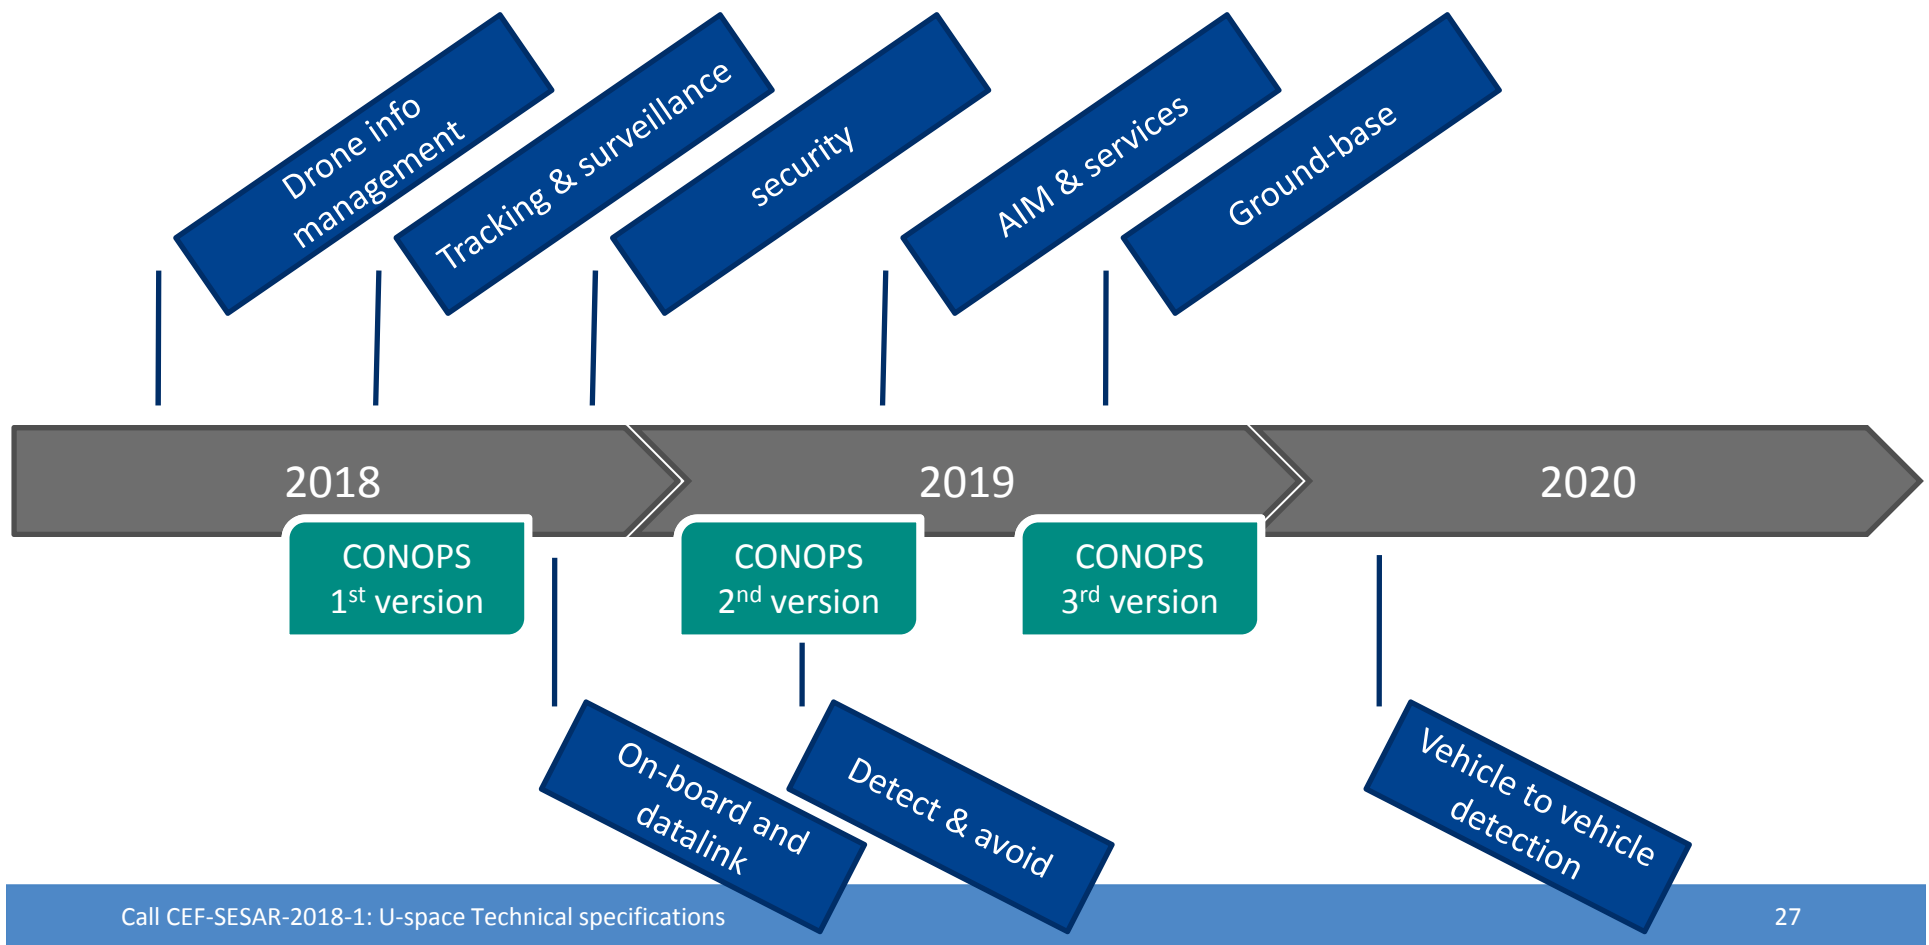 Drone info
management
Tracking & surveillance
security
AIM & services
Ground-base
2018
2019
2020
CONOPS
1st version
CONOPS
2nd version
CONOPS
3rd version
On-board and
datalink
Detect & avoid
Vehicle to vehicle
detection
Call CEF-SESAR-2018-1: U-space Technical specifications
27